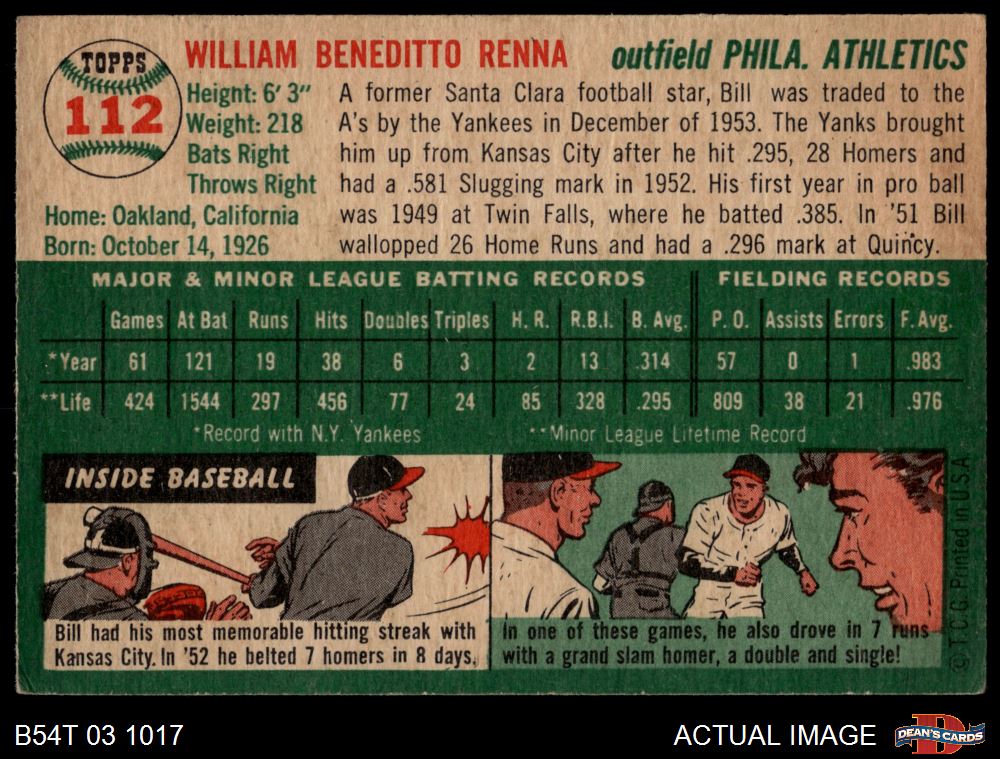 TOPPS
112
WILLIAM BENEDITTO RENNA
outfield PHILA. ATHLETICS
Height: 6' 3"
Weight: 218
Bats Right
Throws Right
Home: Oakland, California
Born: October 14, 1926
A former Santa Clara football star, Bill was traded to the
A's by the Yankees in December of 1953. The Yanks brought
him up from Kansas City after he hit .295, 28 Homers and
had a .581 Slugging mark in 1952. His first year in pro ball
was 1949 at Twin Falls, where he batted .385. In '51 Bill
walloped 26 Home Runs and had a .296 mark at Quincy.
MAJOR & MINOR LEAGUE BATTING RECORDS FIELDING RECORDS
Games At Bat Runs Hits Doubles Triples H. R. R.B.I. B. Avg. P. O. Assists Errors F. Avg.
*Year 61 121 19 38 6 3 2 13 .314 57 0 1 .983
**Life 424 1544 297 456 77 24 85 328 .295 809 38 21 .976
*Record with N.Y. Yankees **Minor League Lifetime Record
INSIDE BASEBALL
Bill had his most memorable hitting streak with
Kansas City. In '52 he belted 7 homers in 8 days.
In one of these games, he also drove in 7 runs
with a grand slam homer, a double and single!
© T.C.G. Printed in U.S.A.
B54T 03 1017
ACTUAL IMAGE
D
DEAN'S CARDS